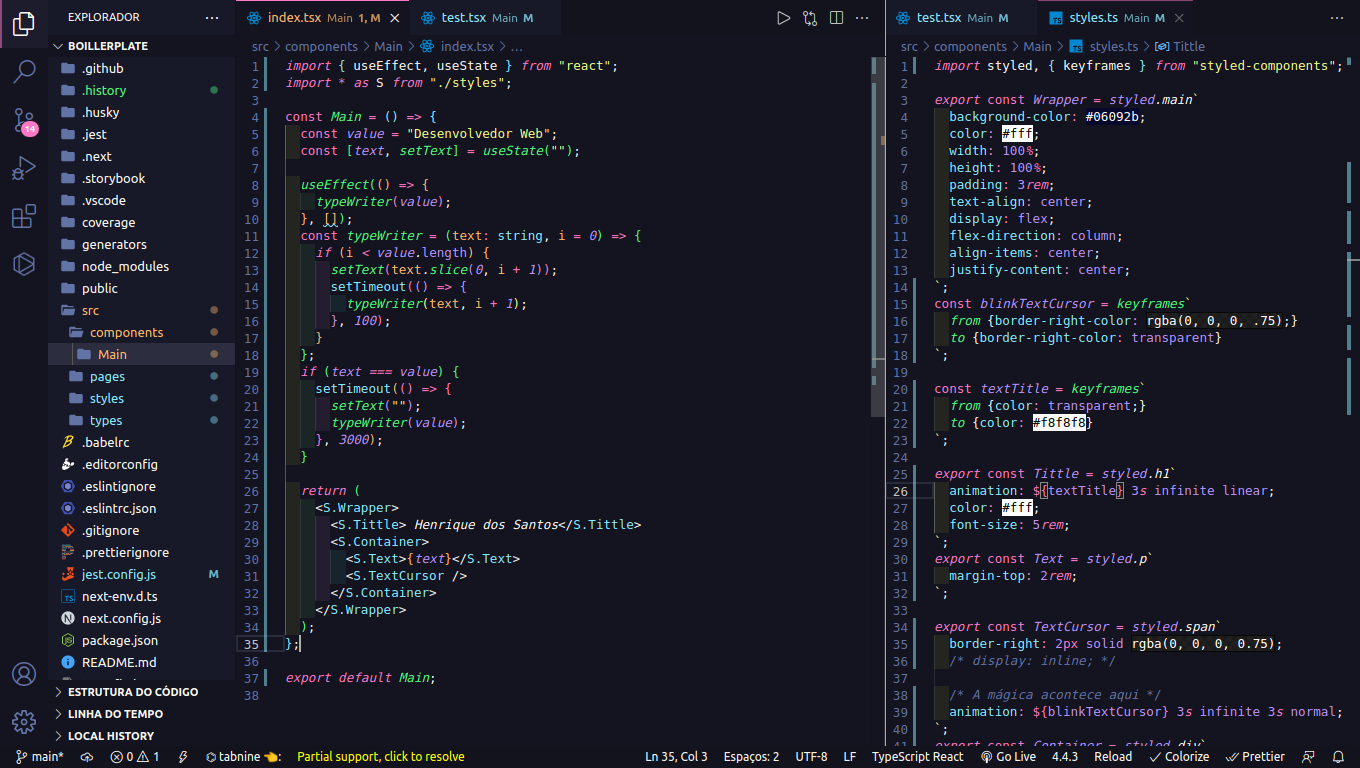 EXPLORADOR ...
BOILLERPLATE
.github
.history
.husky
.jest
.next
.storybook
.vscode
coverage
generators
node_modules
public
src
components
Main
pages
styles
types
.babelrc
.editorconfig
.eslintignore
.eslintrc.json
.gitignore
.prettierignore
jest.config.js M
next-env.d.ts
next.config.js
package.json
README.md
ESTRUTURA DO CÓDIGO
LINHA DO TEMPO
LOCAL HISTORY
14
index.tsx Main 1, M
test.tsx Main M
src > components > Main > index.tsx > ...
1 import { useEffect, useState } from "react";
2 import * as S from "./styles";
3
4 const Main = () => {
5 const value = "Desenvolvedor Web";
6 const [text, setText] = useState("");
7
8 useEffect(() => {
9 typeWriter(value);
10 }, []);
11 const typeWriter = (text: string, i = 0) => {
12 if (i < value.length) {
13 setText(text.slice(0, i + 1));
14 setTimeout(() => {
15 typeWriter(text, i + 1);
16 }, 100);
17 }
18 };
19 if (text === value) {
20 setTimeout(() => {
21 setText("");
22 typeWriter(value);
23 }, 3000);
24 }
25
26 return (
27 <S.Wrapper>
28 <S.Tittle> Henrique dos Santos</S.Tittle>
29 <S.Container>
30 <S.Text>{text}</S.Text>
31 <S.TextCursor />
32 </S.Container>
33 </S.Wrapper>
34 );
35 };
36
37 export default Main;
38
test.tsx Main M
styles.ts Main M
src > components > Main > styles.ts > Tittle
1 import styled, { keyframes } from "styled-components";
2
3 export const Wrapper = styled.main`
4 background-color: #06092b;
5 color: #fff;
6 width: 100%;
7 height: 100%;
8 padding: 3rem;
9 text-align: center;
10 display: flex;
11 flex-direction: column;
12 align-items: center;
13 justify-content: center;
14 `;
15 const blinkTextCursor = keyframes`
16 from {border-right-color: rgba(0, 0, 0, .75);}
17 to {border-right-color: transparent}
18 `;
19
20 const textTitle = keyframes`
21 from {color: transparent;}
22 to {color: #f8f8f8}
23 `;
24
25 export const Tittle = styled.h1`
26 animation: ${textTitle} 3s infinite linear;
27 color: #fff;
28 font-size: 5rem;
29 `;
30 export const Text = styled.p`
31 margin-top: 2rem;
32 `;
33
34 export const TextCursor = styled.span`
35 border-right: 2px solid rgba(0, 0, 0, 0.75);
36 /* display: inline; */
37
38 /* A mágica acontece aqui */
39 animation: ${blinkTextCursor} 3s infinite 3s normal;
40 `;
41 export const Container = styled.div`
main* 0 1 tabnine Partial support, click to resolve Ln 35, Col 3 Espaços: 2 UTF-8 LF TypeScript React Go Live 4.4.3 Reload Colorize Prettier